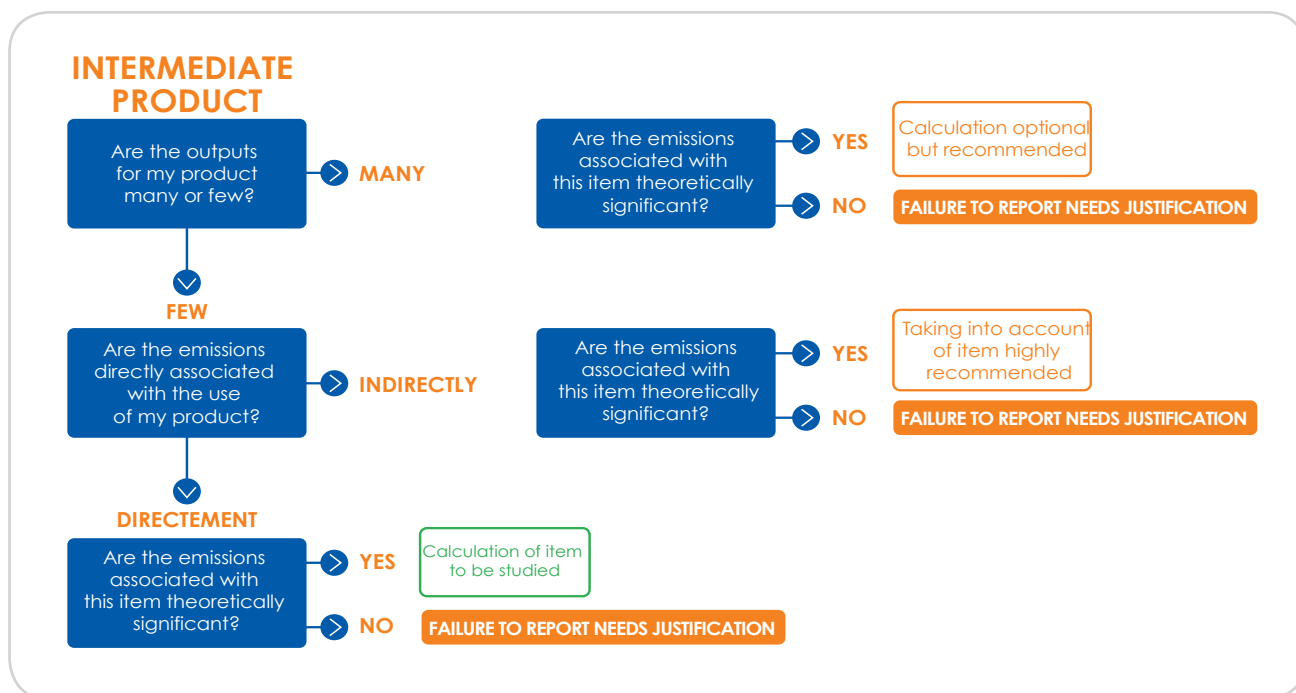 INTERMEDIATE
PRODUCT
Are the outputs
for my product
many or few?
MANY
Are the emissions
associated with
this item theoretically
significant?
YES
Calculation optional
but recommended
NO
FAILURE TO REPORT NEEDS JUSTIFICATION
FEW
Are the emissions
directly associated
with the use
of my product?
INDIRECTLY
Are the emissions
associated with
this item theoretically
significant?
YES
Taking into account
of item highly
recommended
NO
FAILURE TO REPORT NEEDS JUSTIFICATION
DIRECTEMENT
Are the emissions
associated with
this item theoretically
significant?
YES
Calculation of item
to be studied
NO
FAILURE TO REPORT NEEDS JUSTIFICATION